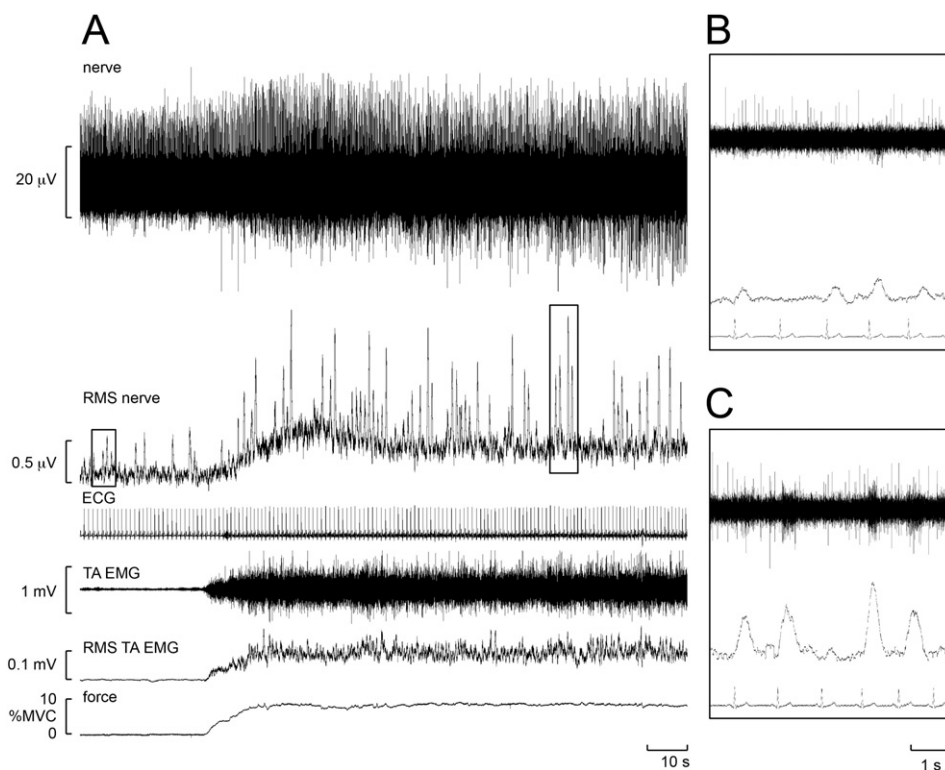 A
nerve
20 μV
RMS nerve
0.5 μV
ECG
TA EMG
1 mV
RMS TA EMG
0.1 mV
force
10
%MVC
0
10 s
B
C
1 s